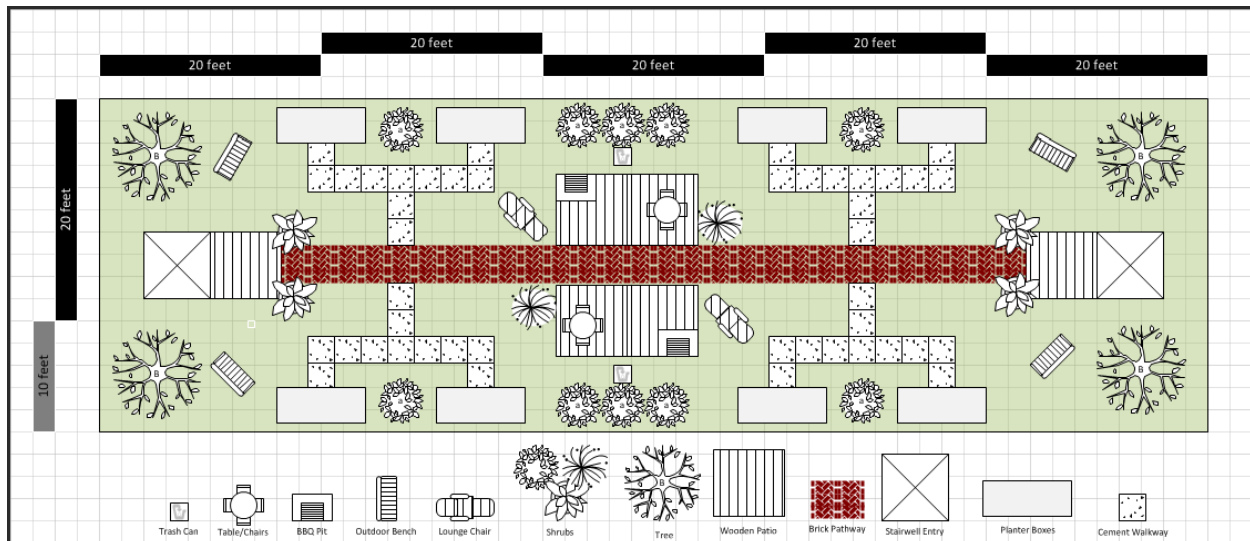 20 feet
20 feet
20 feet
20 feet
20 feet
20 feet
10 feet
B
B
B
B
B
Trash Can
Table/Chairs
BBQ Pit
Outdoor Bench
Lounge Chair
Shrubs
Tree
Wooden Patio
Brick Pathway
Stairwell Entry
Planter Boxes
Cement Walkway